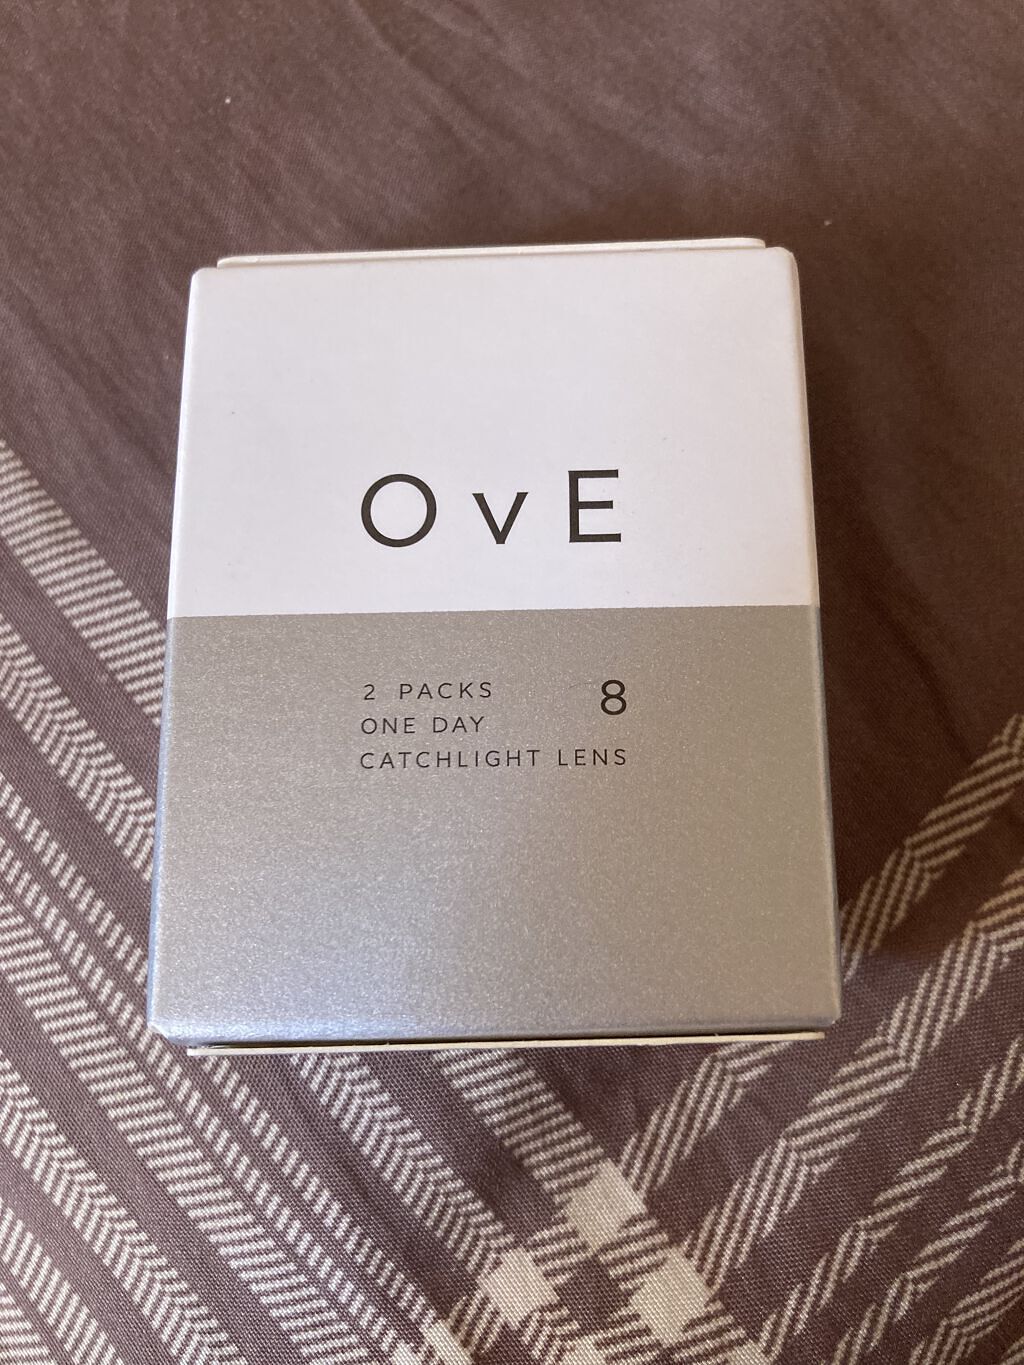 OvE
2 PACKS 8
ONE DAY
CATCHLIGHT LENS